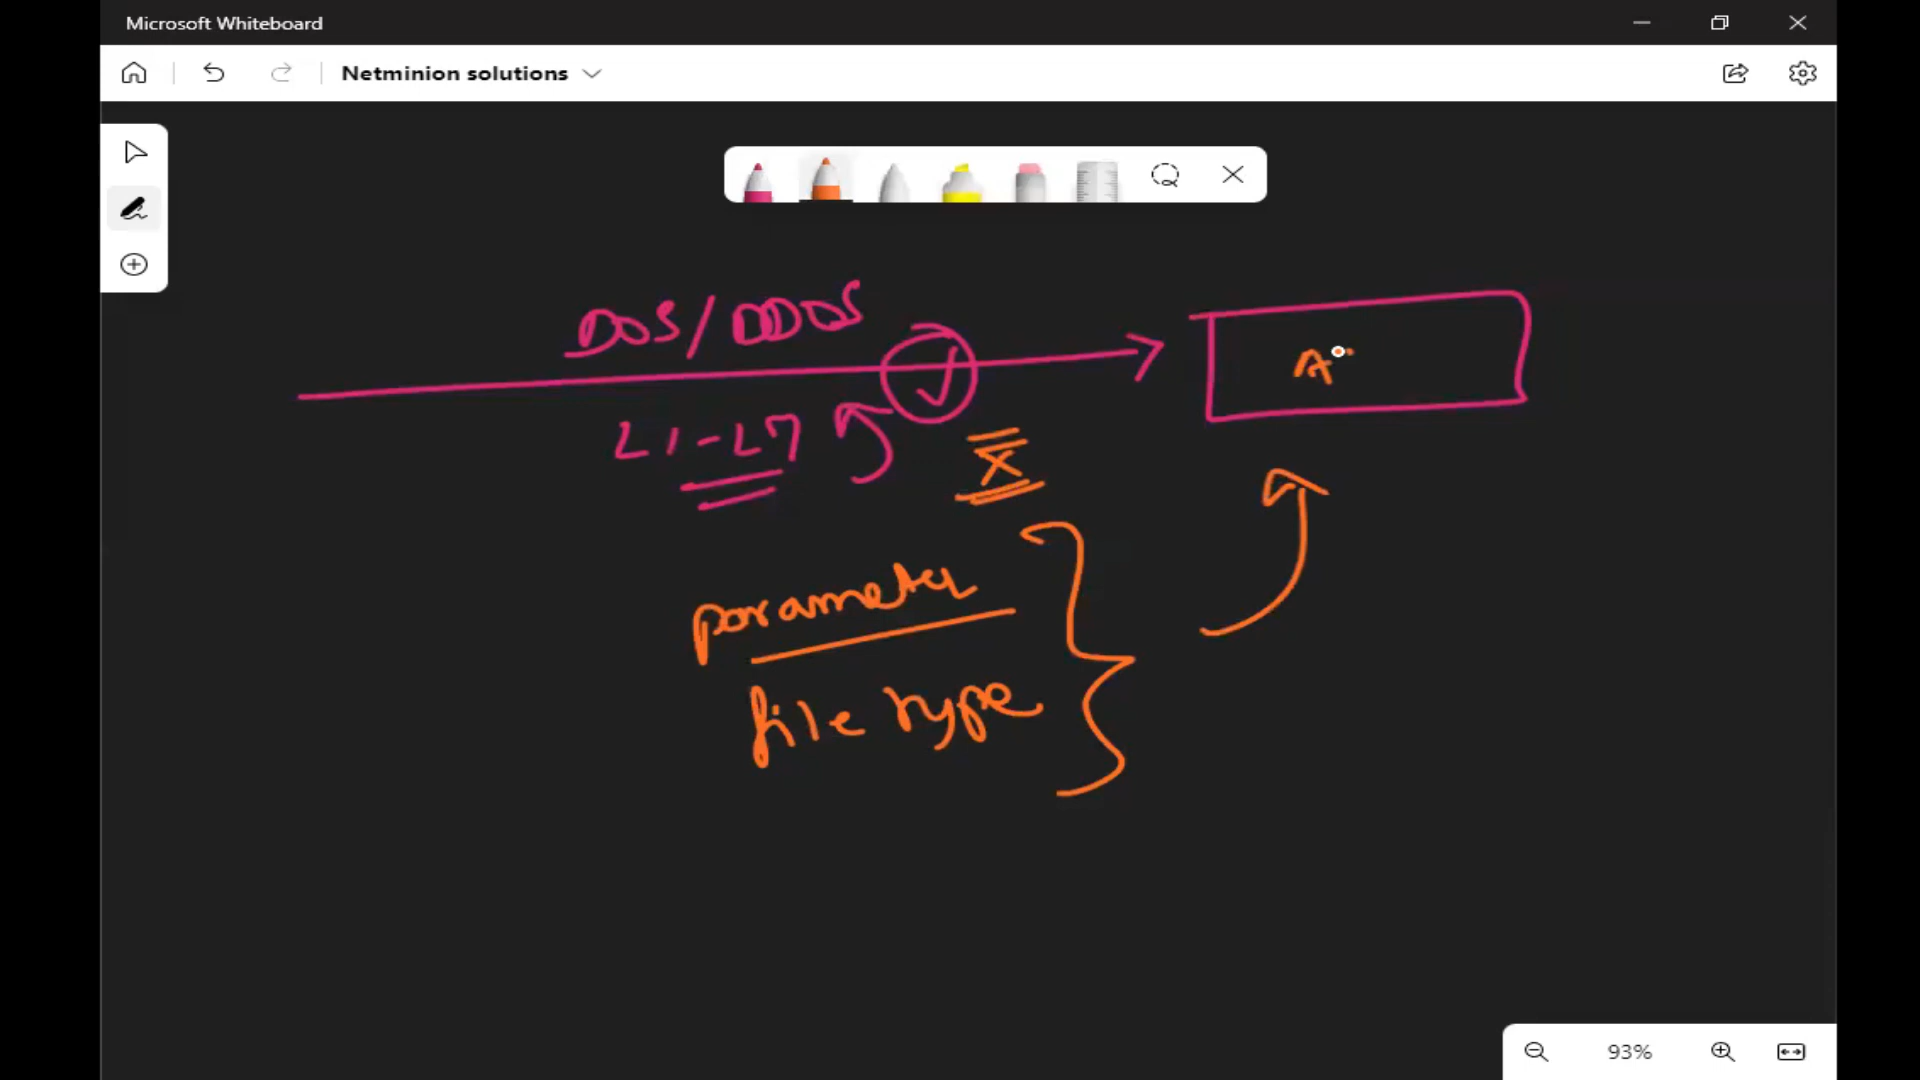 Microsoft Whiteboard
Netminion solutions
DOS/DDOS
A
L1-L7
X
parameter
file type
93%